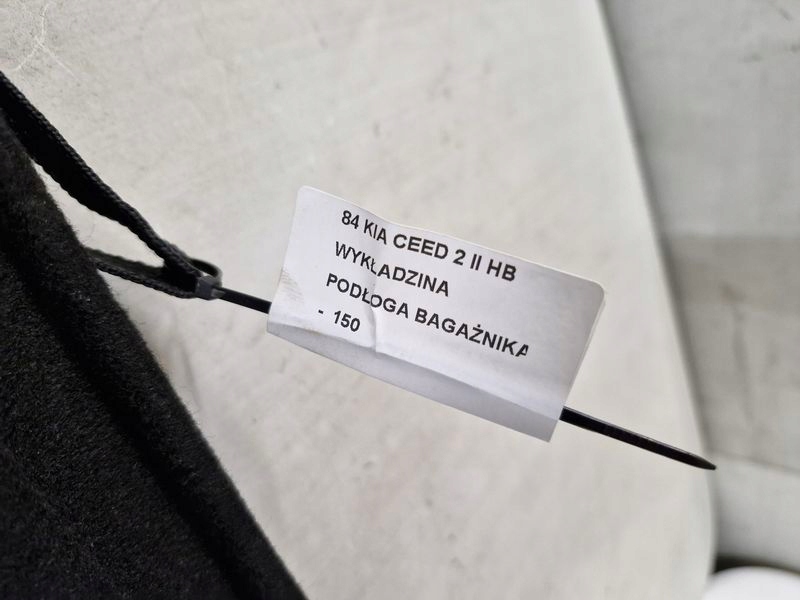 84 KIA CEED 2 II HB
WYKŁADZINA
PODŁOGA BAGAŻNIKA
- 150